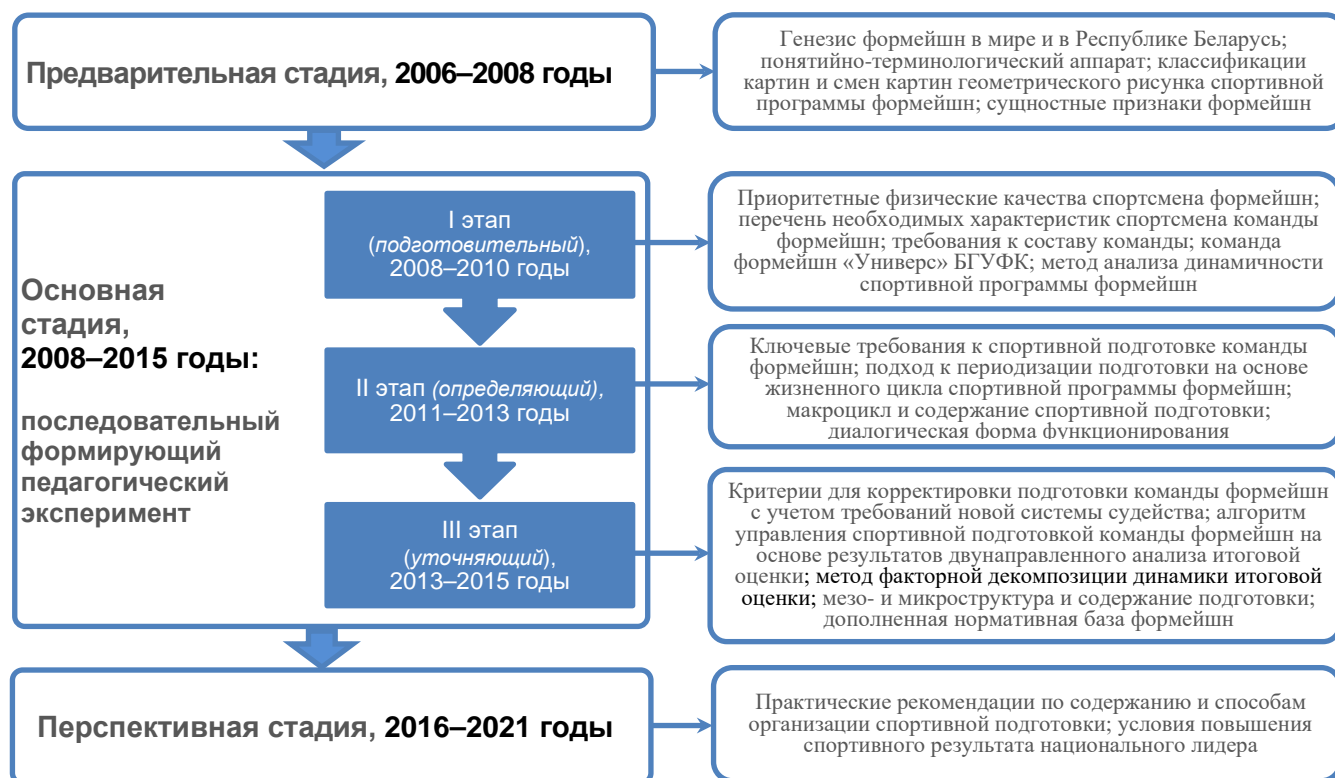 Предварительная стадия, 2006–2008 годы
Генезис формейшн в мире и в Республике Беларусь;
понятийно-терминологический аппарат; классификации
картин и смен картин геометрического рисунка спортивной
программы формейшн; сущностные признаки формейшн
Основная
стадия,
2008–2015 годы:
последовательный
формирующий
педагогический
эксперимент
I этап
(подготовительный),
2008–2010 годы
Приоритетные физические качества спортсмена формейшн;
перечень необходимых характеристик спортсмена команды
формейшн; требования к составу команды; команда
формейшн «Универс» БГУФК; метод анализа динамичности
спортивной программы формейшн
II этап (определяющий),
2011–2013 годы
Ключевые требования к спортивной подготовке команды
формейшн; подход к периодизации подготовки на основе
жизненного цикла спортивной программы формейшн;
макроцикл и содержание спортивной подготовки;
диалогическая форма функционирования
III этап
(уточняющий),
2013–2015 годы
Критерии для корректировки подготовки команды формейшн
с учетом требований новой системы судейства; алгоритм
управления спортивной подготовкой команды формейшн на
основе результатов двунаправленного анализа итоговой
оценки; метод факторной декомпозиции динамики итоговой
оценки; мезо- и микроструктура и содержание подготовки;
дополненная нормативная база формейшн
Перспективная стадия, 2016–2021 годы
Практические рекомендации по содержанию и способам
организации спортивной подготовки; условия повышения
спортивного результата национального лидера